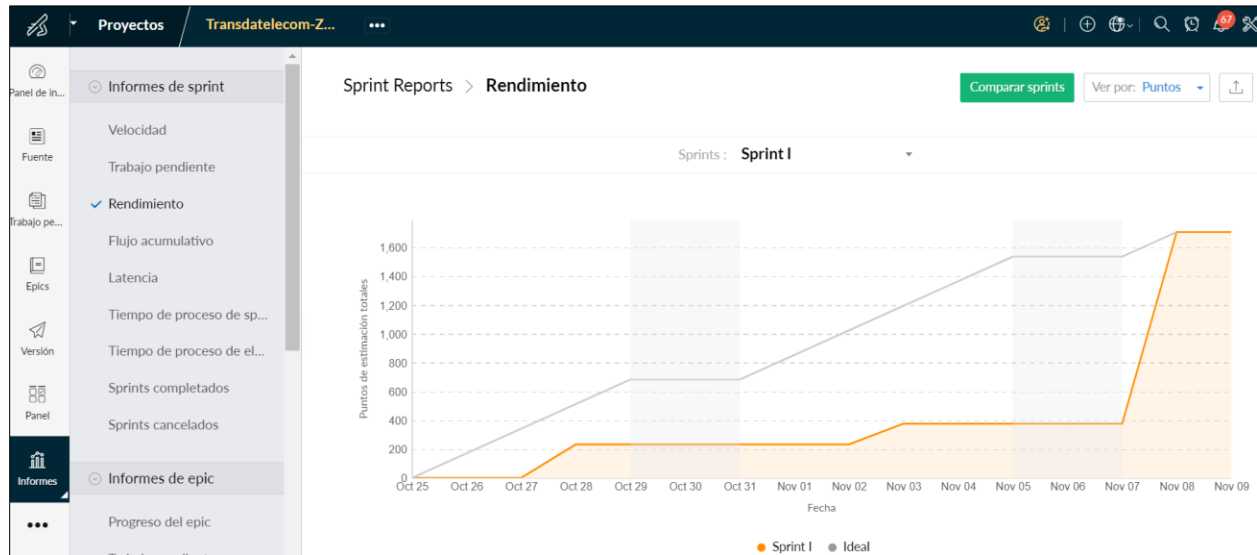 Proyectos / Transdatelecom-Z... •••
67
Panel de in...
Fuente
Trabajo pe...
Epics
Versión
Panel
Informes
•••
Informes de sprint
Velocidad
Trabajo pendiente
Rendimiento
Flujo acumulativo
Latencia
Tiempo de proceso de sp...
Tiempo de proceso de el...
Sprints completados
Sprints cancelados
Informes de epic
Progreso del epic
Sprint Reports > Rendimiento
Comparar sprints
Ver por: Puntos
Sprints : Sprint I
Puntos de estimación totales
1,600
1,400
1,200
1,000
800
600
400
200
0
Oct 25 Oct 26 Oct 27 Oct 28 Oct 29 Oct 30 Oct 31 Nov 01 Nov 02 Nov 03 Nov 04 Nov 05 Nov 06 Nov 07 Nov 08 Nov 09
Fecha
Sprint I Ideal